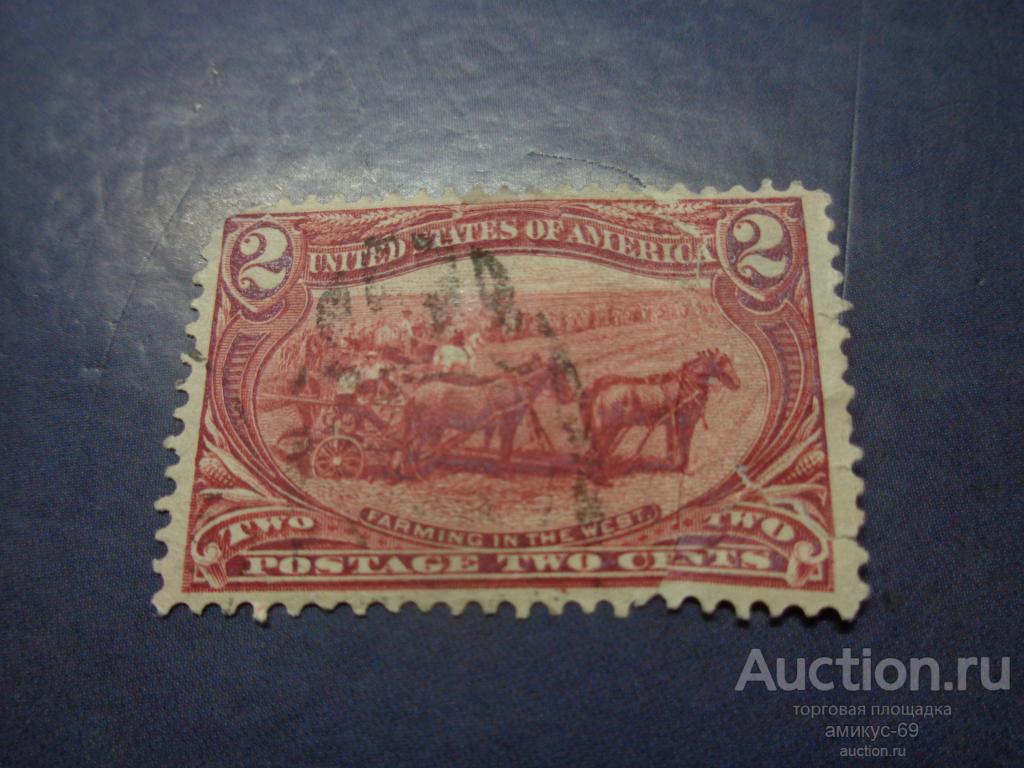 2 UNITED STATES OF AMERICA 2
FARMING IN THE WEST.
TWO TWO
POSTAGE TWO CENTS
Auction.ru
торговая площадка
амикус-69
auction.ru